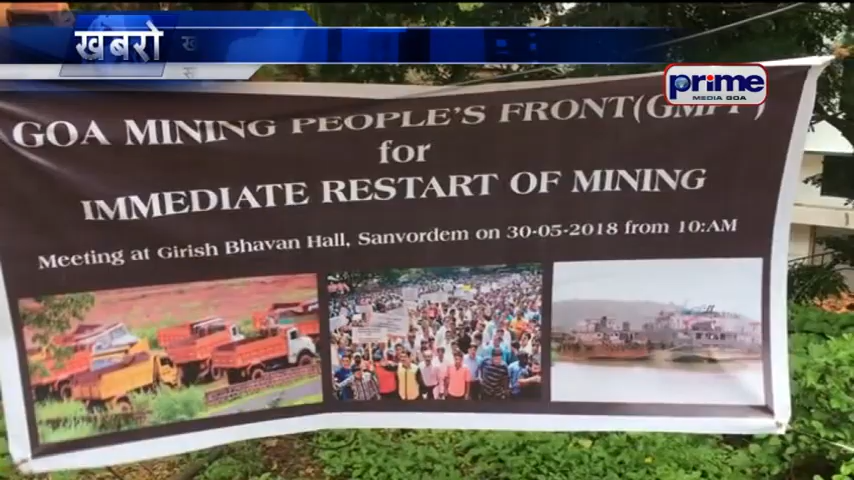 खबरो
prime
MEDIA GOA
GOA MINING PEOPLE'S FRONT(GMPF)
for
IMMEDIATE RESTART OF MINING
Meeting at Girish Bhavan Hall, Sanvordem on 30-05-2018 from 10:AM